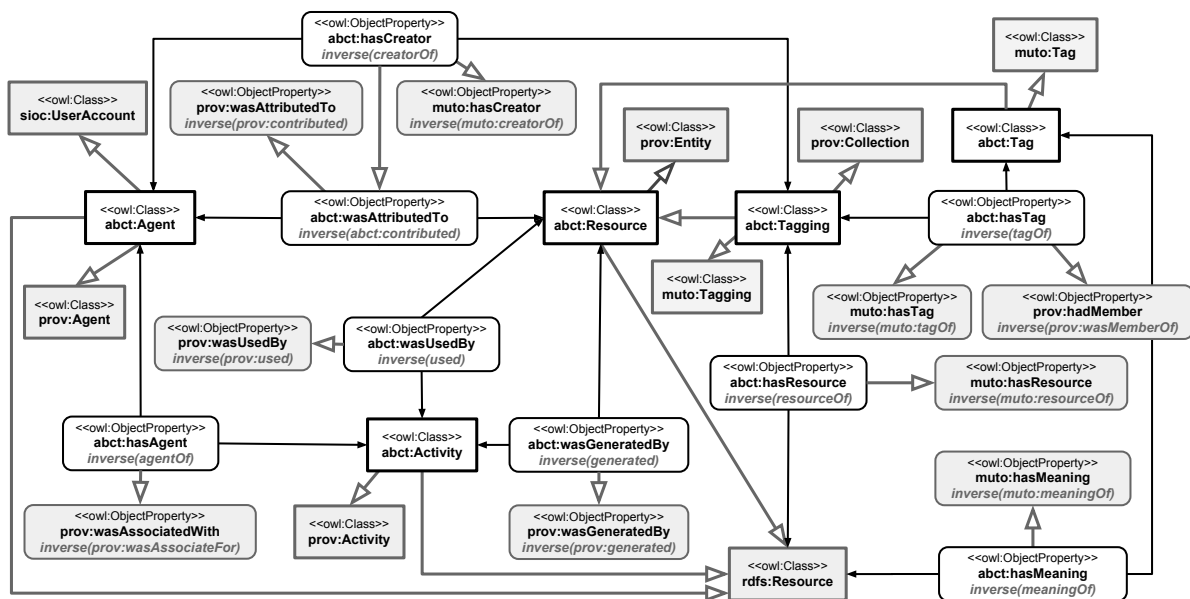 <<owl:ObjectProperty>>
abct:hasCreator
inverse(creatorOf)
<<owl:Class>>
muto:Tag
<<owl:Class>>
sioc:UserAccount
<<owl:ObjectProperty>>
prov:wasAttributedTo
inverse(prov:contributed)
<<owl:ObjectProperty>>
muto:hasCreator
inverse(muto:creatorOf)
<<owl:Class>>
prov:Entity
<<owl:Class>>
prov:Collection
<<owl:Class>>
abct:Tag
<<owl:Class>>
abct:Agent
<<owl:ObjectProperty>>
abct:wasAttributedTo
inverse(abct:contributed)
<<owl:Class>>
abct:Resource
<<owl:Class>>
abct:Tagging
<<owl:ObjectProperty>>
abct:hasTag
inverse(tagOf)
<<owl:Class>>
prov:Agent
<<owl:Class>>
muto:Tagging
<<owl:ObjectProperty>>
muto:hasTag
inverse(muto:tagOf)
<<owl:ObjectProperty>>
prov:hadMember
inverse(prov:wasMemberOf)
<<owl:ObjectProperty>>
prov:wasUsedBy
inverse(prov:used)
<<owl:ObjectProperty>>
abct:wasUsedBy
inverse(used)
<<owl:ObjectProperty>>
abct:hasResource
inverse(resourceOf)
<<owl:ObjectProperty>>
muto:hasResource
inverse(muto:resourceOf)
<<owl:ObjectProperty>>
abct:hasAgent
inverse(agentOf)
<<owl:Class>>
abct:Activity
<<owl:ObjectProperty>>
abct:wasGeneratedBy
inverse(generated)
<<owl:ObjectProperty>>
muto:hasMeaning
inverse(muto:meaningOf)
<<owl:ObjectProperty>>
prov:wasAssociatedWith
inverse(prov:wasAssociateFor)
<<owl:Class>>
prov:Activity
<<owl:ObjectProperty>>
prov:wasGeneratedBy
inverse(prov:generated)
<<owl:Class>>
rdfs:Resource
<<owl:ObjectProperty>>
abct:hasMeaning
inverse(meaningOf)